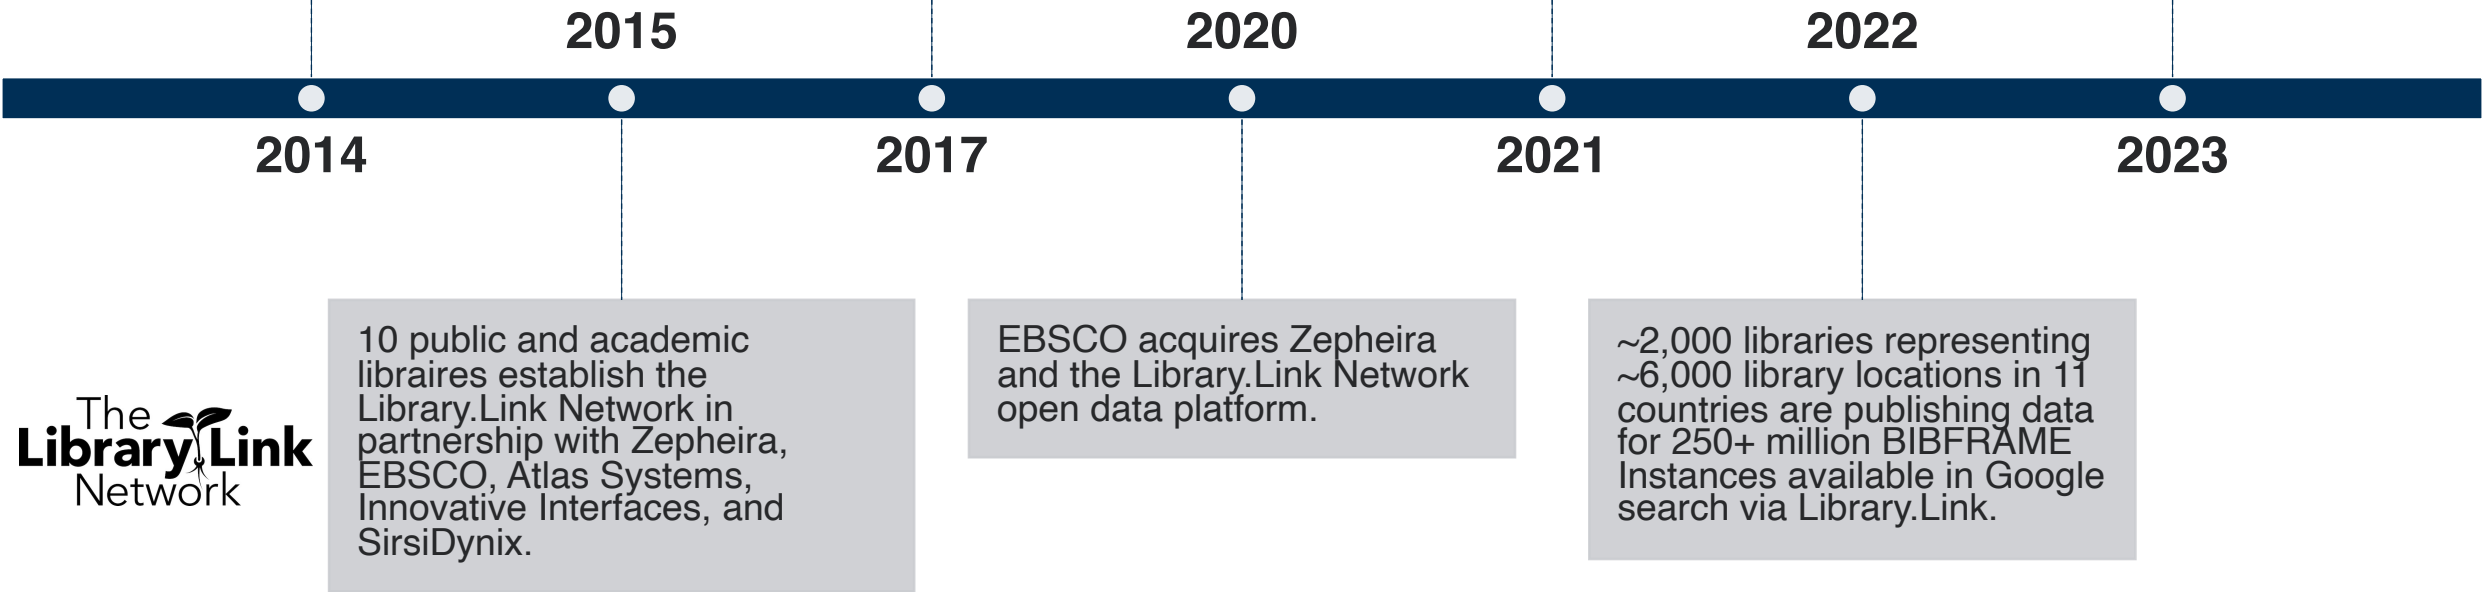 2015
2020
2022
2014
2017
2021
2023
The
Library.Link
Network
10 public and academic
libraires establish the
Library.Link Network in
partnership with Zepheira,
EBSCO, Atlas Systems,
Innovative Interfaces, and
SirsiDynix.
EBSCO acquires Zepheira
and the Library.Link Network
open data platform.
~2,000 libraries representing
~6,000 library locations in 11
countries are publishing data
for 250+ million BIBFRAME
Instances available in Google
search via Library.Link.